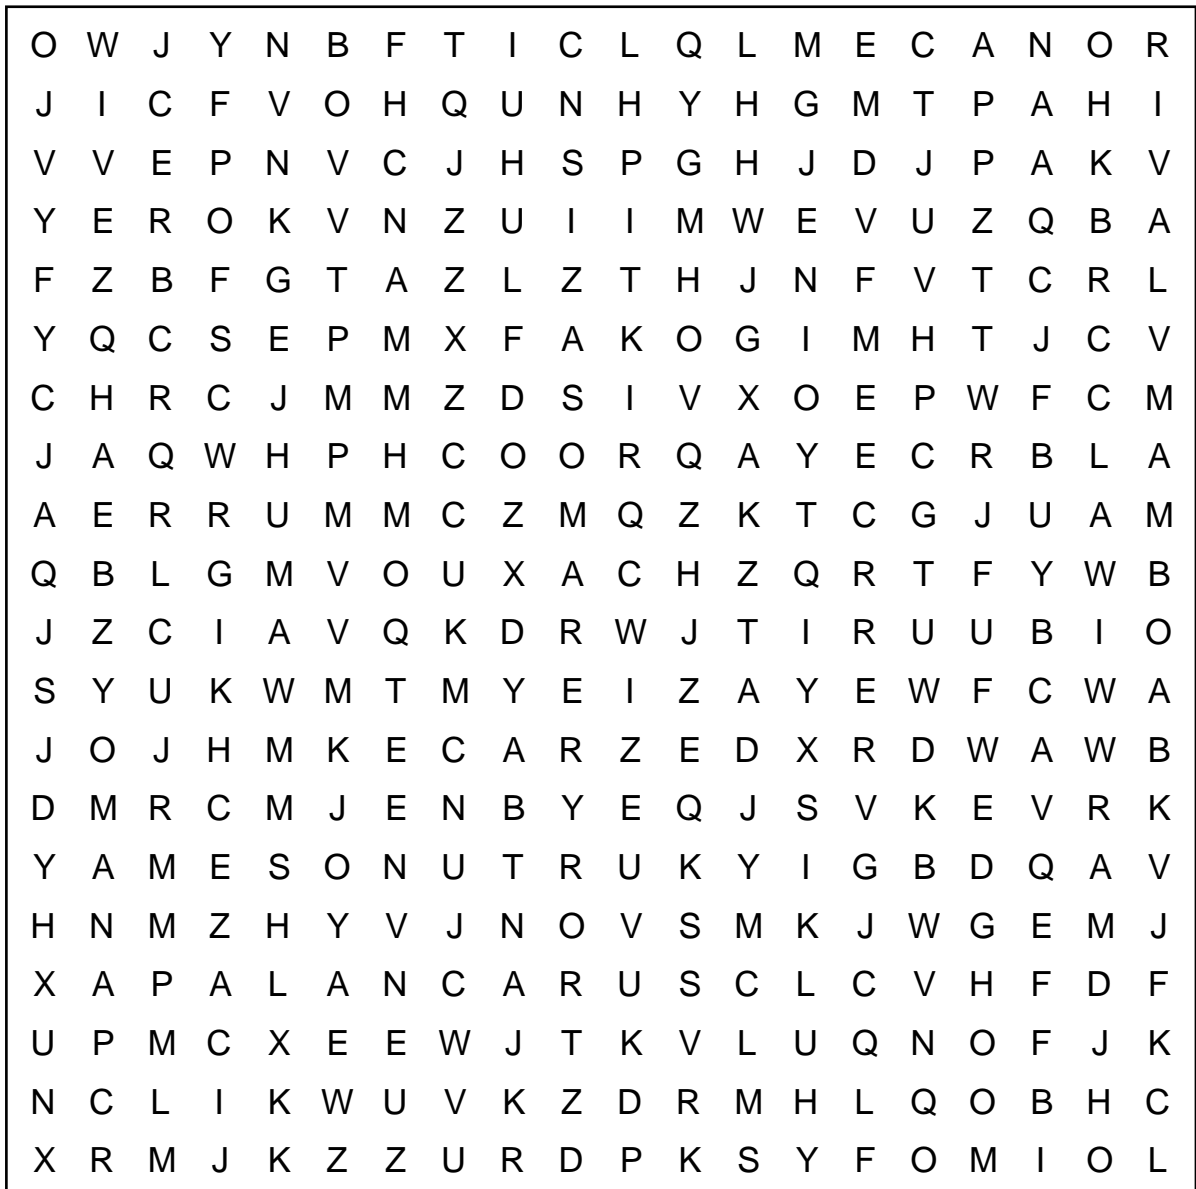 O W J Y N B F T I C L Q L M E C A N O R
J I C F V O H Q U N H Y H G M T P A H I
V V E P N V C J H S P G H J D J P A K V
Y E R O K V N Z U I I M W E V U Z Q B A
F Z B F G T A Z L Z T H J N F V T C R L
Y Q C S E P M X F A K O G I M H T J C V
C H R C J M M Z D S I V X O E P W F C M
J A Q W H P H C O O R Q A Y E C R B L A
A E R R U M M C Z M Q Z K T C G J U A M
Q B L G M V O U X A C H Z Q R T F Y W B
J Z C I A V Q K D R W J T I R U U B I O
S Y U K W M T M Y E I Z A Y E W F C W A
J O J H M K E C A R Z E D X R D W A W B
D M R C M J E N B Y E Q J S V K E V R K
Y A M E S O N U T R U K Y I G B D Q A V
H N M Z H Y V J N O V S M K J W G E M J
X A P A L A N C A R U S C L C V H F D F
U P M C X E E W J T K V L U Q N O F J K
N C L I K W U V K Z D R M H L Q O B H C
X R M J K Z Z U R D P K S Y F O M I O L